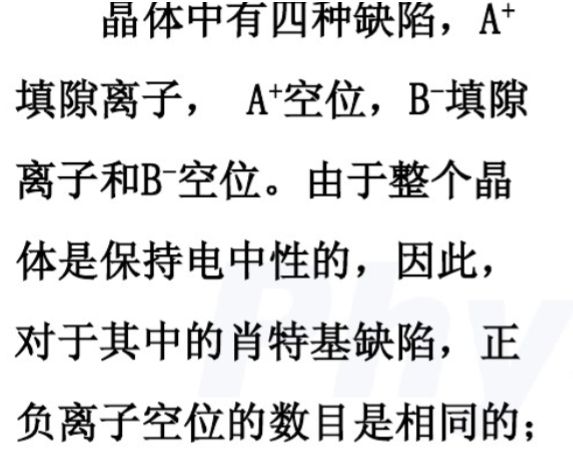 晶体中有四种缺陷，A⁺
填隙离子， A⁺空位，B⁻填隙
离子和B⁻空位。由于整个晶
体是保持电中性的，因此，
对于其中的肖特基缺陷，正
负离子空位的数目是相同的；
Phy